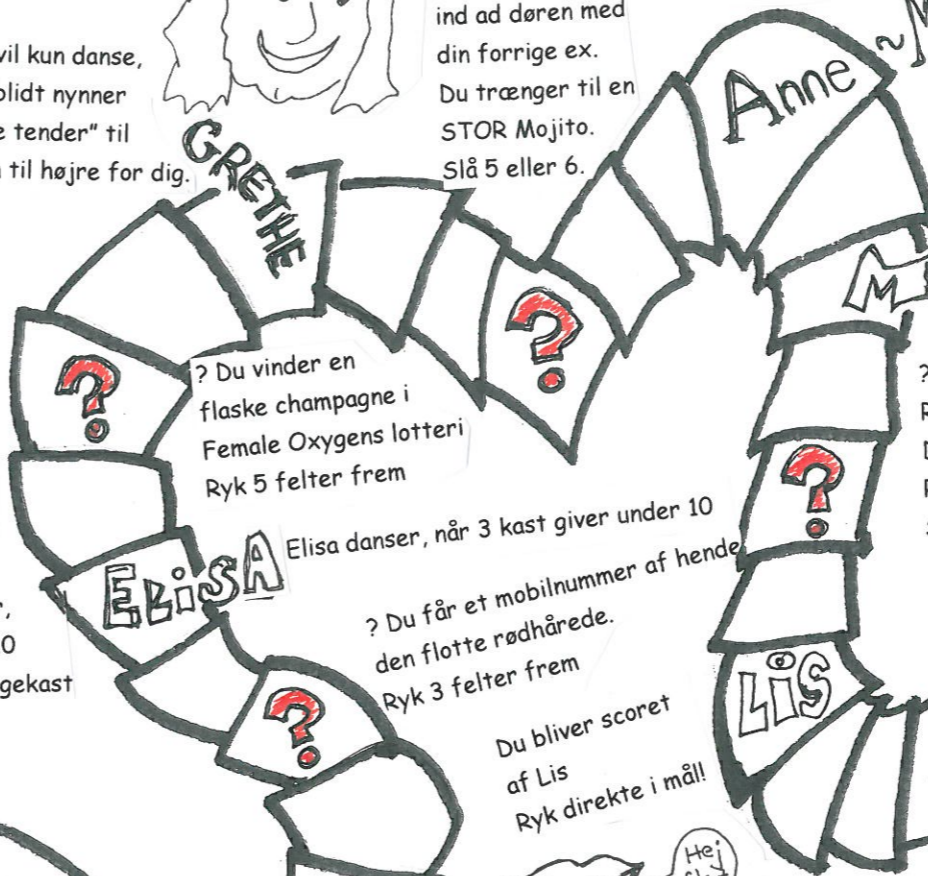 vil kun danse,
blidt nynner
tender" til
til højre for dig.
ind ad døren med
din forrige ex.
Du trænger til en
STOR Mojito.
Slå 5 eller 6.
Anne
GRETHE
M
?
?
? Du vinder en
flaske champagne i
Female Oxygens lotteri
Ryk 5 felter frem
?
ELiSA
Elisa danser, når 3 kast giver under 10
? Du får et mobilnummer af hende
den flotte rødhårede.
Ryk 3 felter frem
gekast
?
LiS
Du bliver scoret
af Lis
Ryk direkte i mål!
Hej